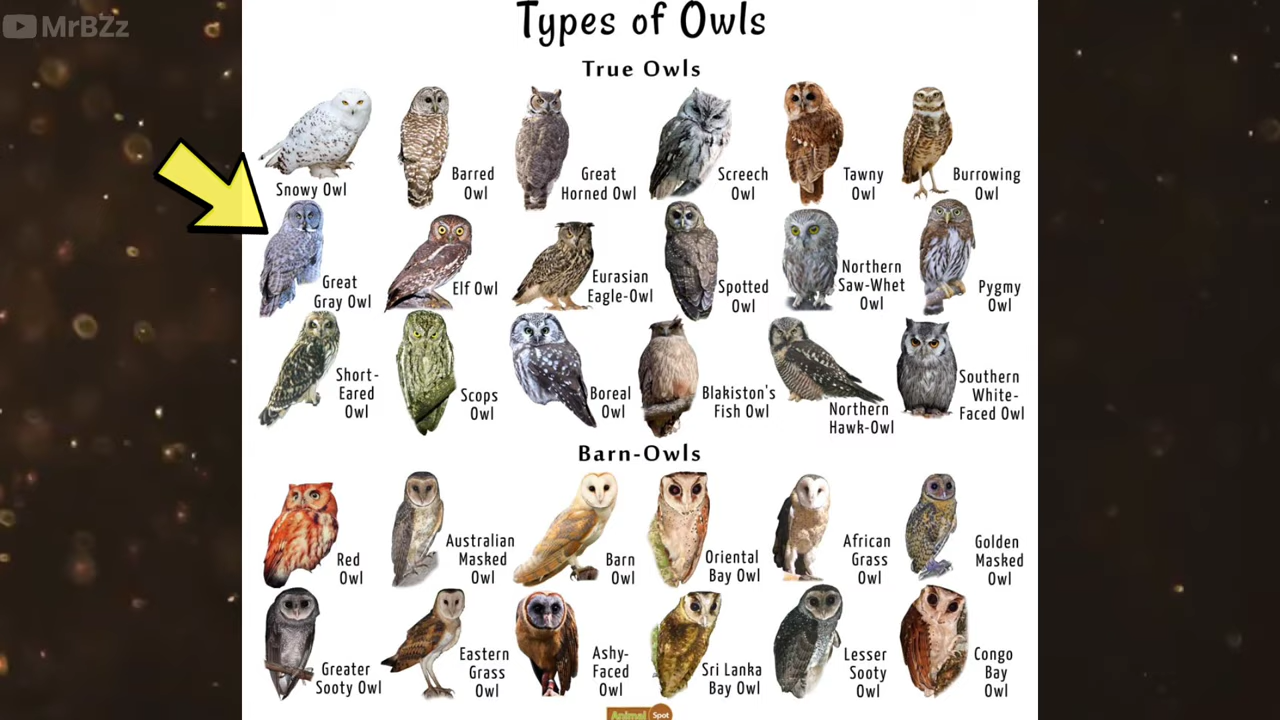 MrBZz
Types of Owls
True Owls
Snowy Owl
Barred
Owl
Great
Horned Owl
Screech
Owl
Tawny
Owl
Burrowing
Owl
Great
Gray Owl
Elf Owl
Eurasian
Eagle-Owl
Spotted
Owl
Northern
Saw-Whet
Owl
Pygmy
Owl
Short-
Eared
Owl
Scops
Owl
Boreal
Owl
Blakiston's
Fish Owl
Northern
Hawk-Owl
Southern
White-
Faced Owl
Barn-Owls
Red
Owl
Australian
Masked
Owl
Barn
Owl
Oriental
Bay Owl
African
Grass
Owl
Golden
Masked
Owl
Greater
Sooty Owl
Eastern
Grass
Owl
Ashy-
Faced
Owl
Sri Lanka
Bay Owl
Lesser
Sooty
Owl
Congo
Bay
Owl
Animal Spot